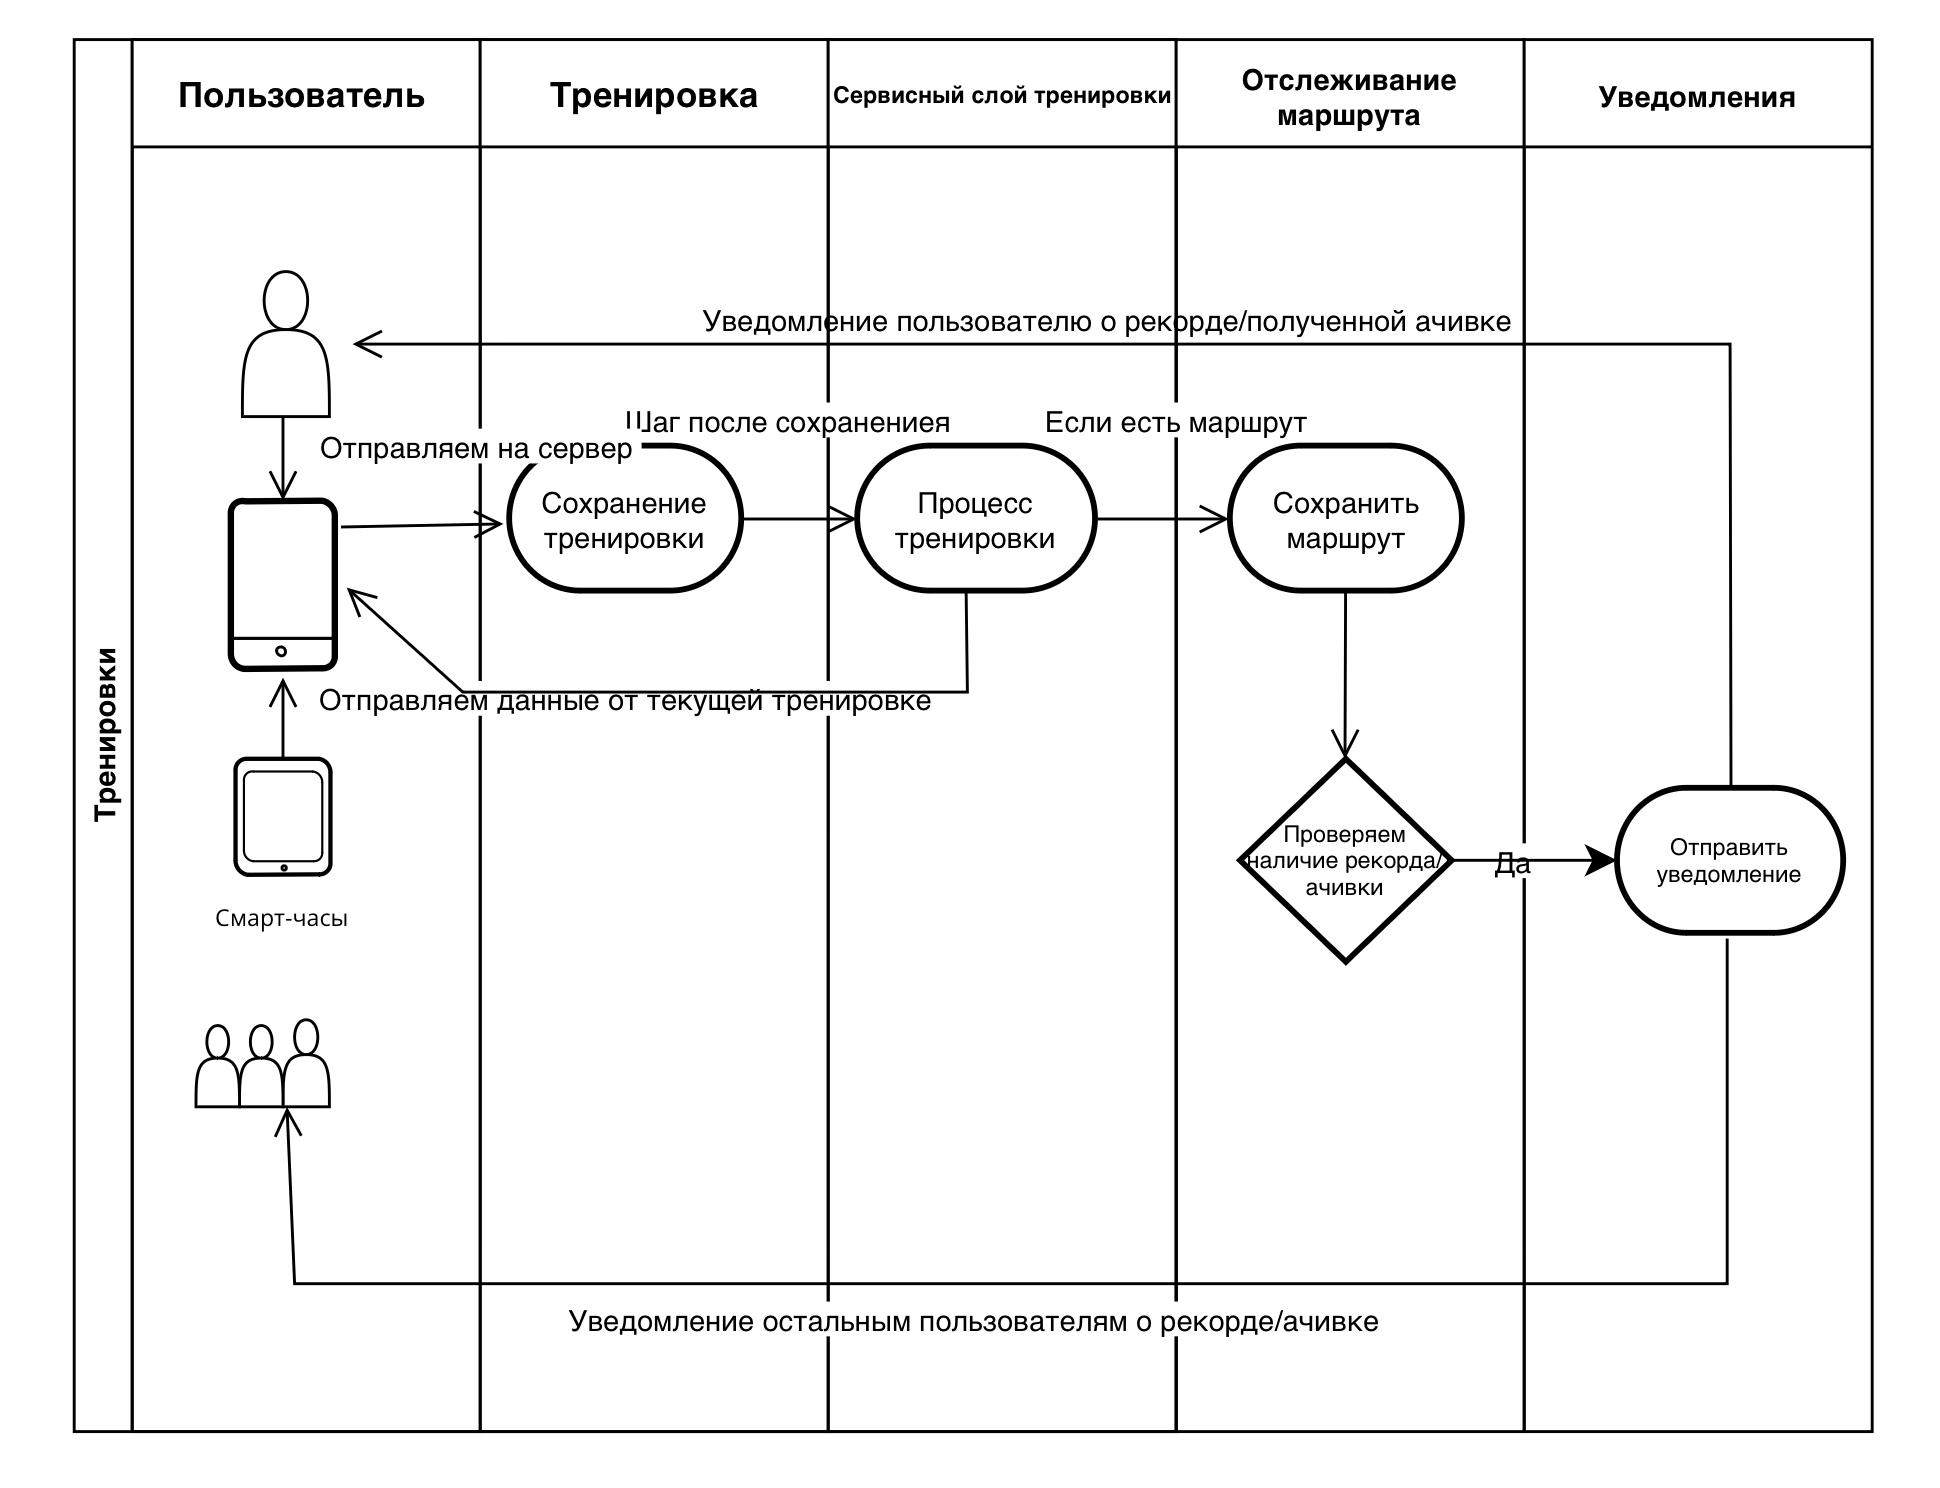 Пользователь
Тренировка
Сервисный слой тренировки
Отслеживание
маршрута
Уведомления
Тренировки
Уведомление пользователю о рекорде/полученной ачивке
Шаг после сохранениея
Если есть маршрут
Отправляем на сервер
Сохранение
тренировки
Процесс
тренировки
Сохранить
маршрут
Отправляем данные от текущей тренировке
Смарт-часы
Проверяем
наличие рекорда/
ачивки
Да
Отправить
уведомление
Уведомление остальным пользователям о рекорде/ачивке